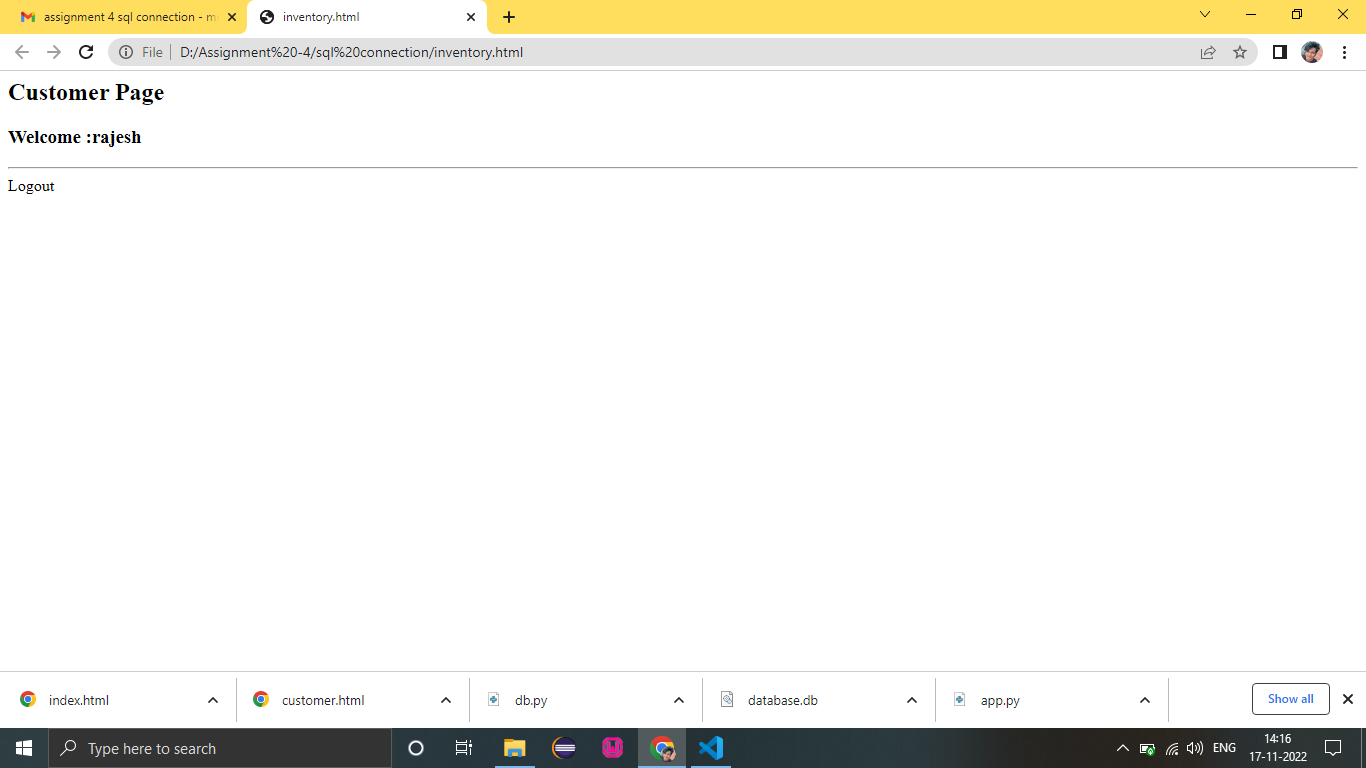 assignment 4 sql connection - m
inventory.html
File
D:/Assignment%20-4/sql%20connection/inventory.html
Customer Page
Welcome :rajesh
Logout
index.html
customer.html
db.py
database.db
app.py
Show all
Type here to search
ENG
14:16
17-11-2022